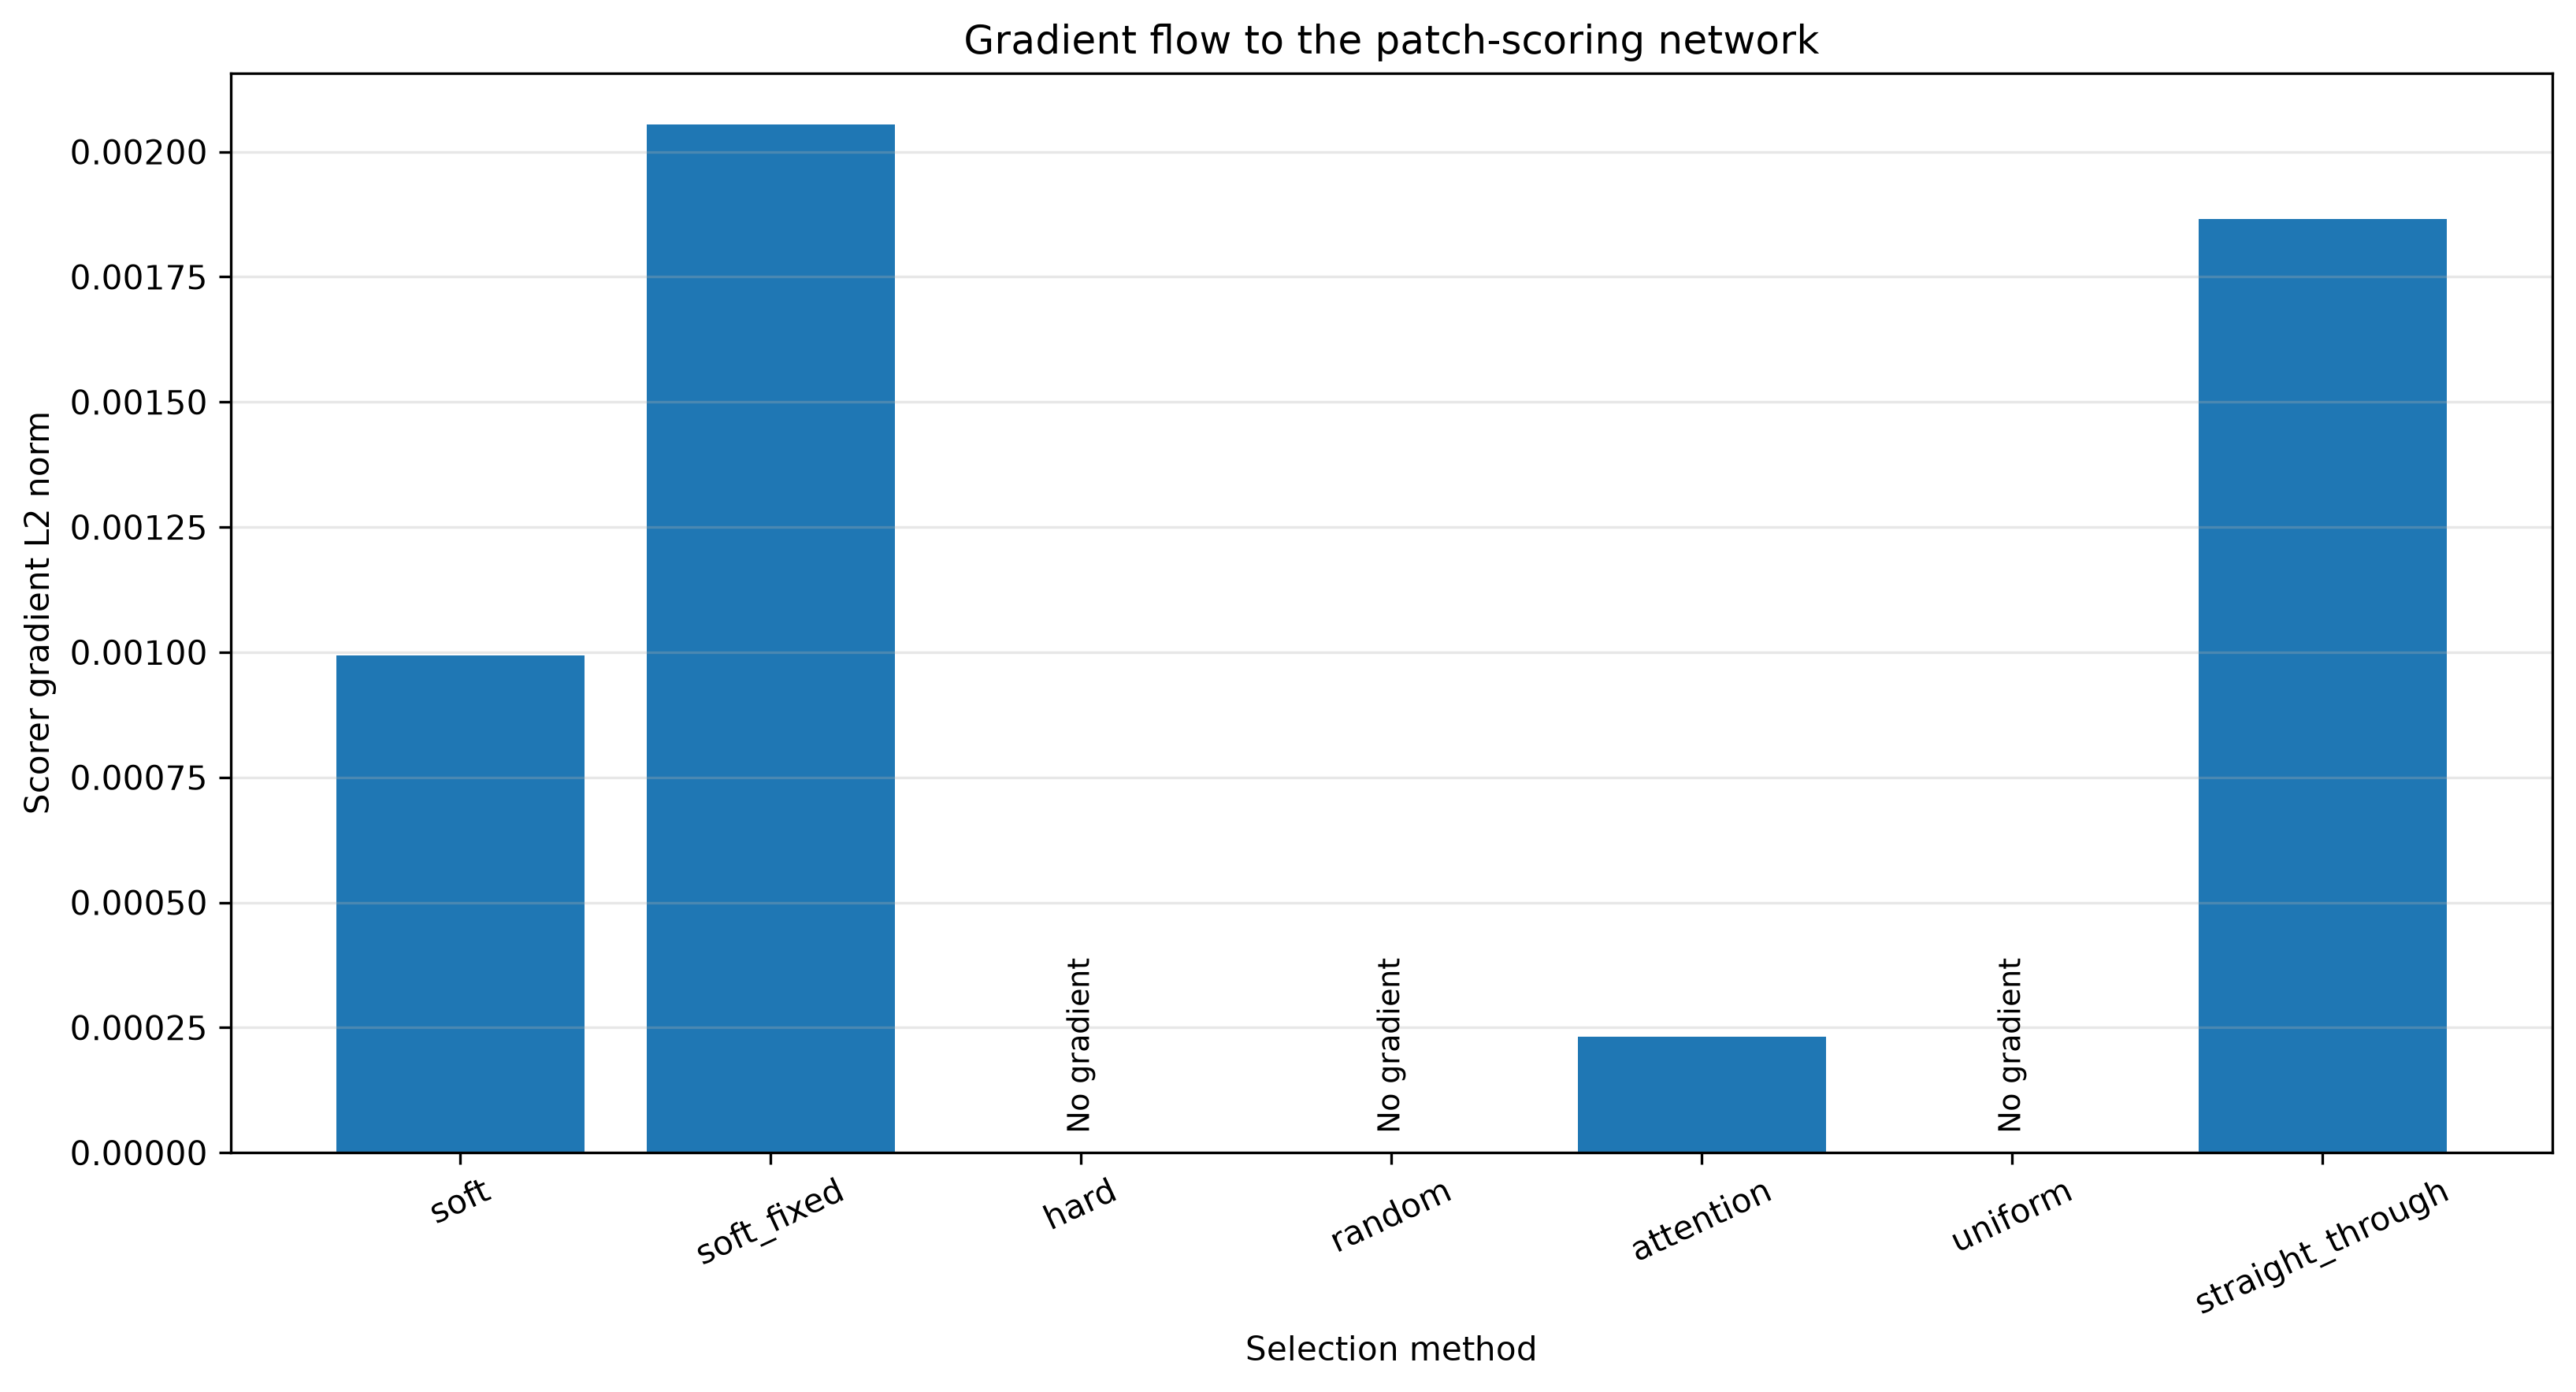 Gradient flow to the patch-scoring network
Scorer gradient L2 norm
0.00200
0.00175
0.00150
0.00125
0.00100
0.00075
0.00050
0.00025
0.00000
No gradient
No gradient
No gradient
soft
soft_fixed
hard
random
attention
uniform
straight_through
Selection method